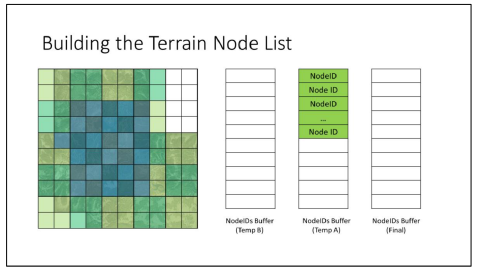 Building the Terrain Node List
NodeID
Node ID
NodeID
...
Node ID
NodeIDs Buffer
(Temp B)
NodeIDs Buffer
(Temp A)
NodeIDs Buffer
(Final)